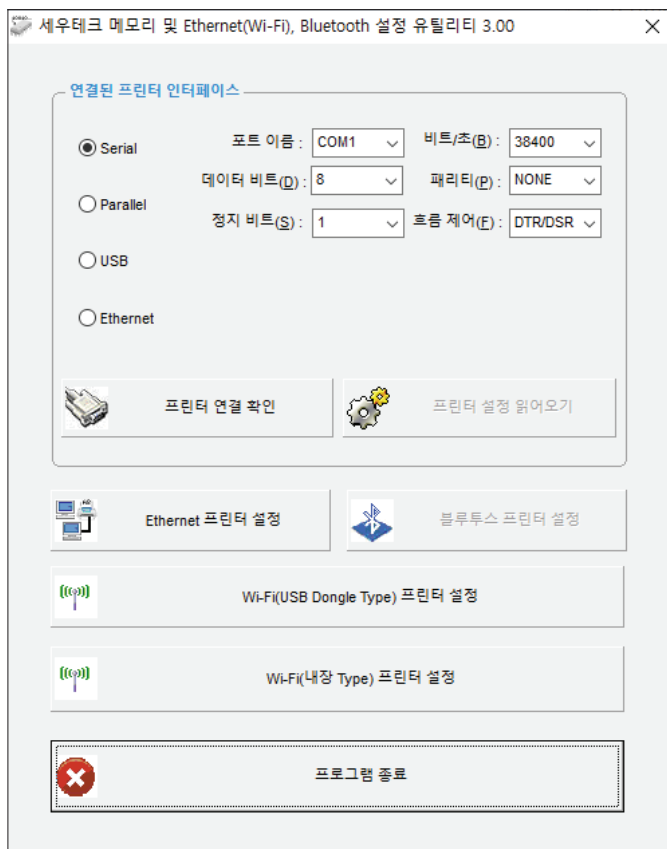 세우테크 메모리 및 Ethernet(Wi-Fi), Bluetooth 설정 유틸리티 3.00
연결된 프린터 인터페이스
Serial 포트 이름 : COM1 비트/초(B) : 38400
데이터 비트(D) : 8 패리티(P) : NONE
Parallel
정지 비트(S) : 1 흐름 제어(F) : DTR/DSR
USB
Ethernet
프린터 연결 확인 프린터 설정 읽어오기
Ethernet 프린터 설정 블루투스 프린터 설정
Wi-Fi(USB Dongle Type) 프린터 설정
Wi-Fi(내장 Type) 프린터 설정
프로그램 종료